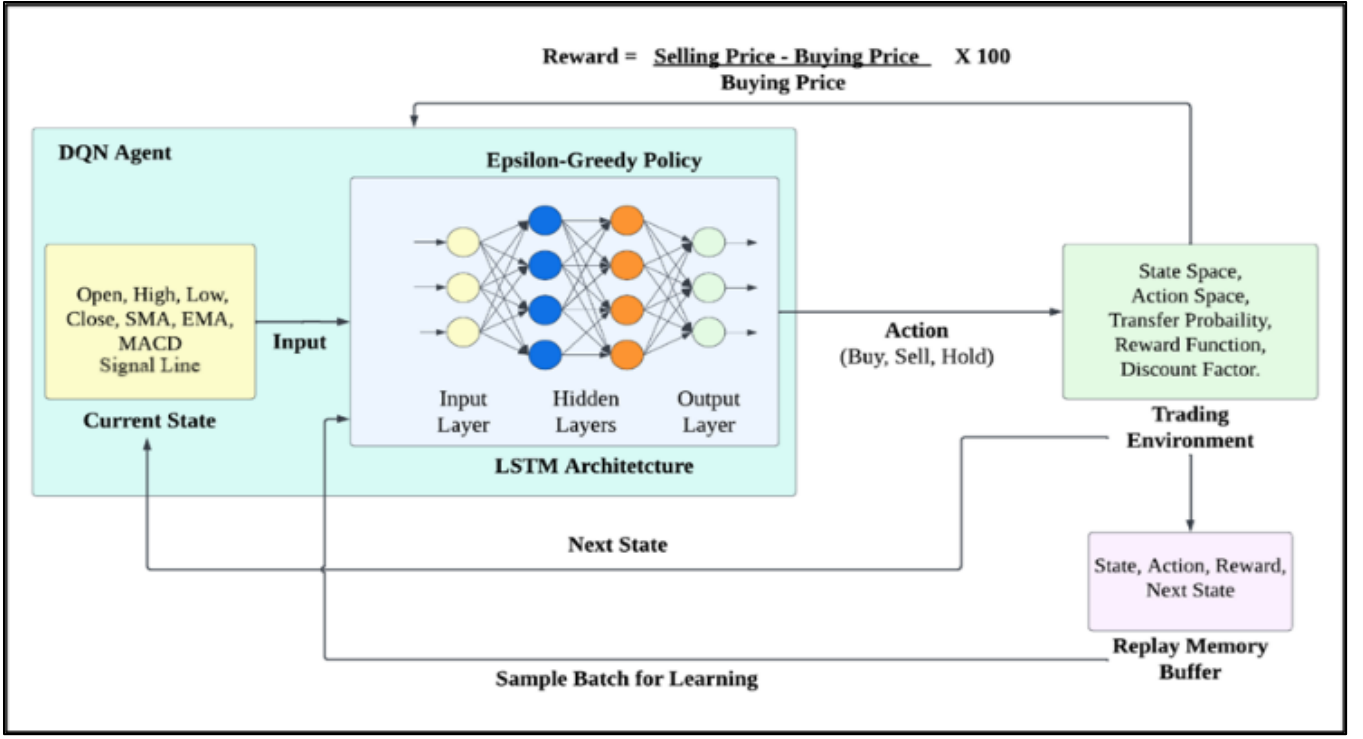 Reward = Selling Price - Buying Price X 100
Buying Price
DQN Agent
Epsilon-Greedy Policy
Open, High, Low,
Close, SMA, EMA,
MACD
Signal Line
Current State
Input
Input
Layer
Hidden
Layers
Output
Layer
LSTM Architetcture
Action
(Buy, Sell, Hold)
State Space,
Action Space,
Transfer Probaility,
Reward Function,
Discount Factor.
Trading
Environment
Next State
State, Action, Reward,
Next State
Replay Memory
Buffer
Sample Batch for Learning